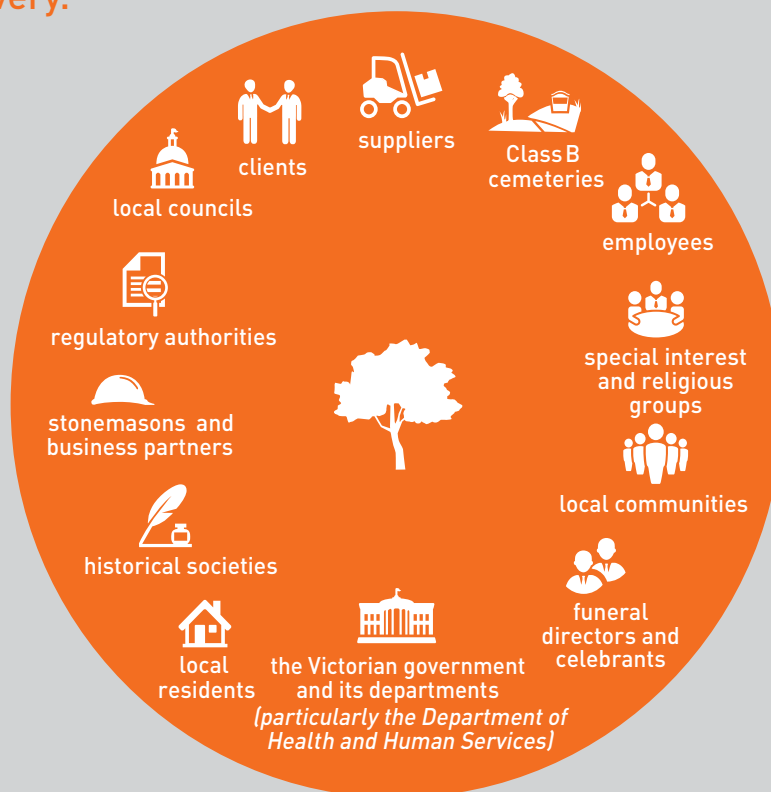 suppliers
clients
Class B
cemeteries
local councils
employees
regulatory authorities
special interest
and religious
groups
stonemasons and
business partners
local communities
historical societies
funeral
directors and
celebrants
local
residents
the Victorian government
and its departments
(particularly the Department of
Health and Human Services)